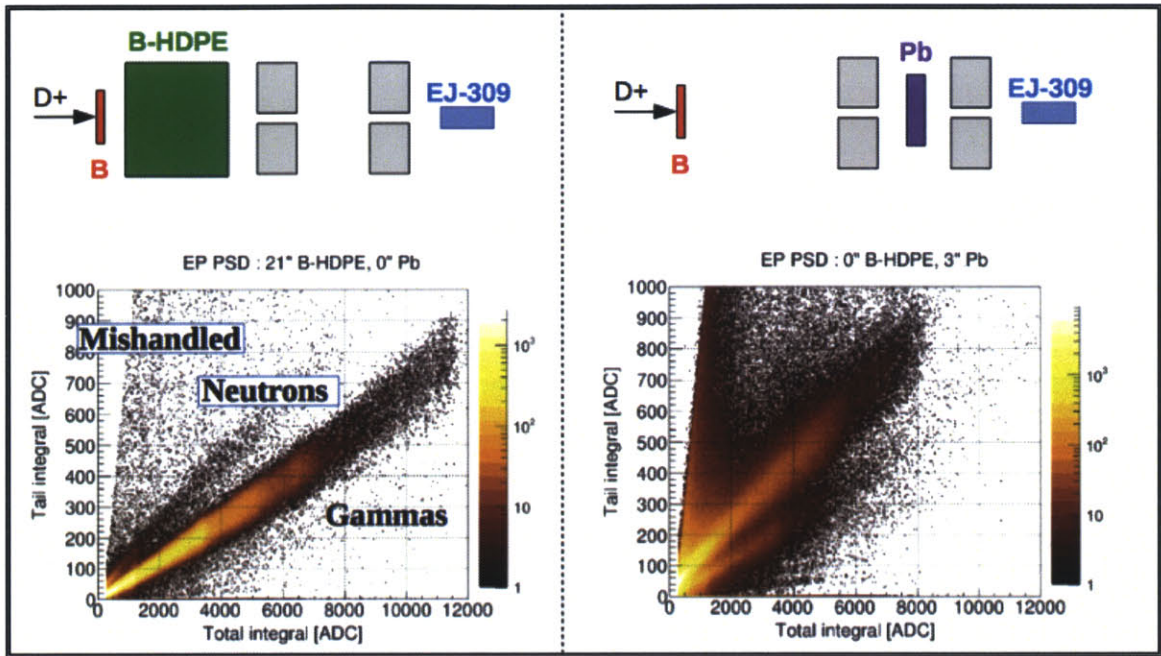 B-HDPE
D+
EJ-309
B
EP PSD : 21" B-HDPE, 0" Pb
Tail integral [ADC]
1000
900
800
700
600
500
400
300
200
100
0
Mishandled
Neutrons
Gammas
10³
10²
10
1
0 2000 4000 6000 8000 10000 12000
Total integral [ADC]
Pb
D+
EJ-309
B
EP PSD : 0" B-HDPE, 3" Pb
Tail integral [ADC]
1000
900
800
700
600
500
400
300
200
100
0
10³
10²
10
1
0 2000 4000 6000 8000 10000 12000
Total integral [ADC]